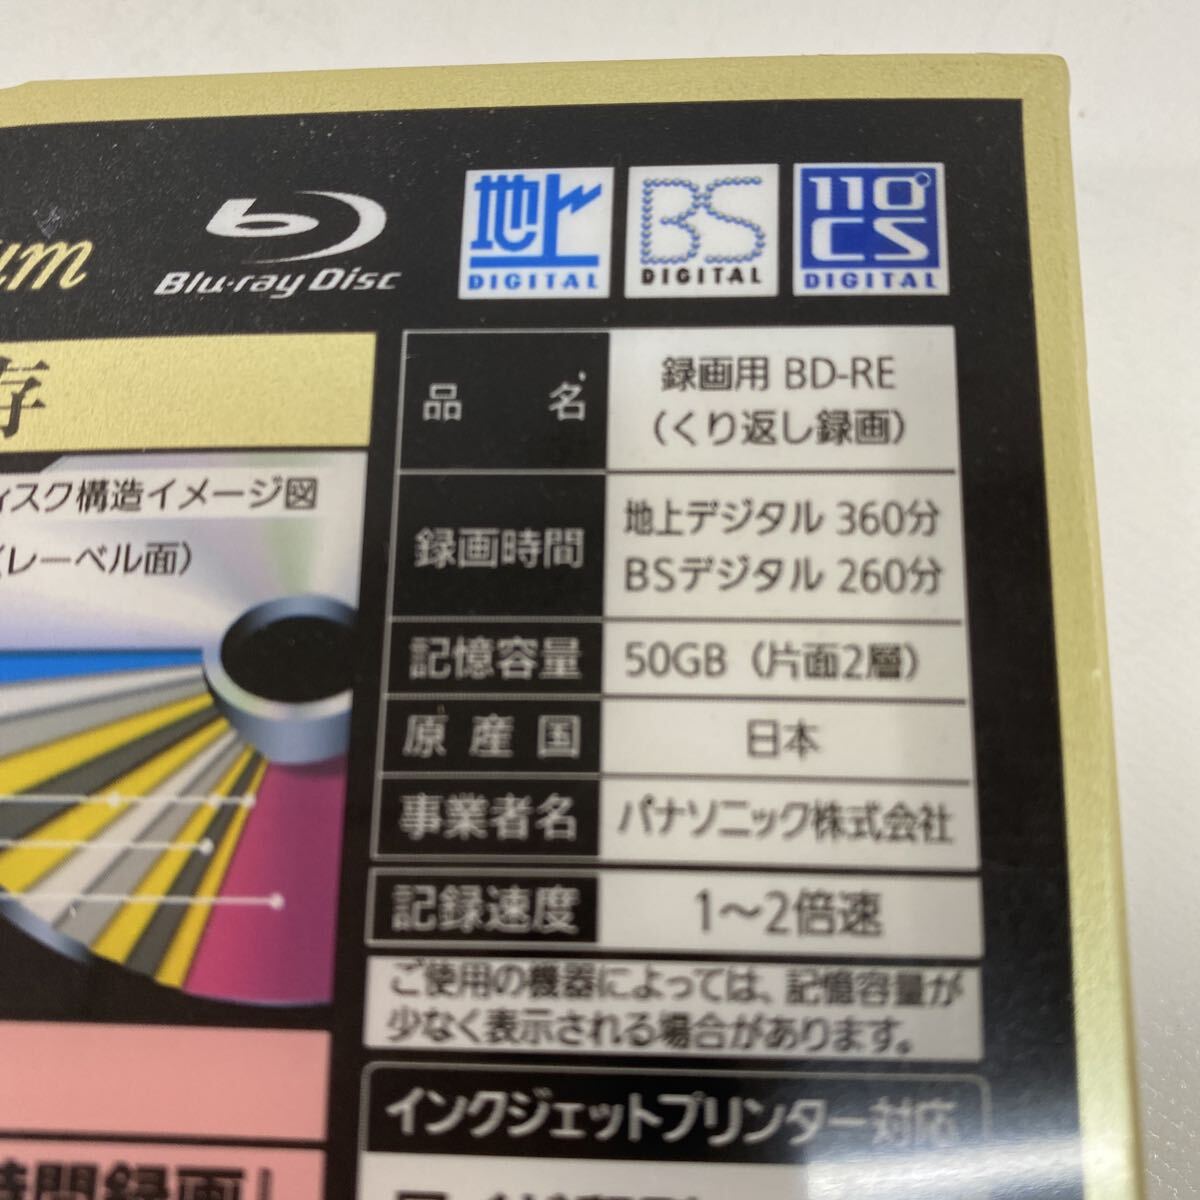 Blu-ray Disc
地上
DIGITAL
BS
DIGITAL
110°
CS
DIGITAL
存
ィスク構造イメージ図
(レーベル面)
品 名 録画用 BD-RE
(くり返し録画)
録画時間 地上デジタル 360分
BSデジタル 260分
記憶容量 50GB (片面2層)
原産国 日本
事業者名 パナソニック株式会社
記録速度 1～2倍速
ご使用の機器によっては、記憶容量が
少なく表示される場合があります。
インクジェットプリンター対応
時間録画」